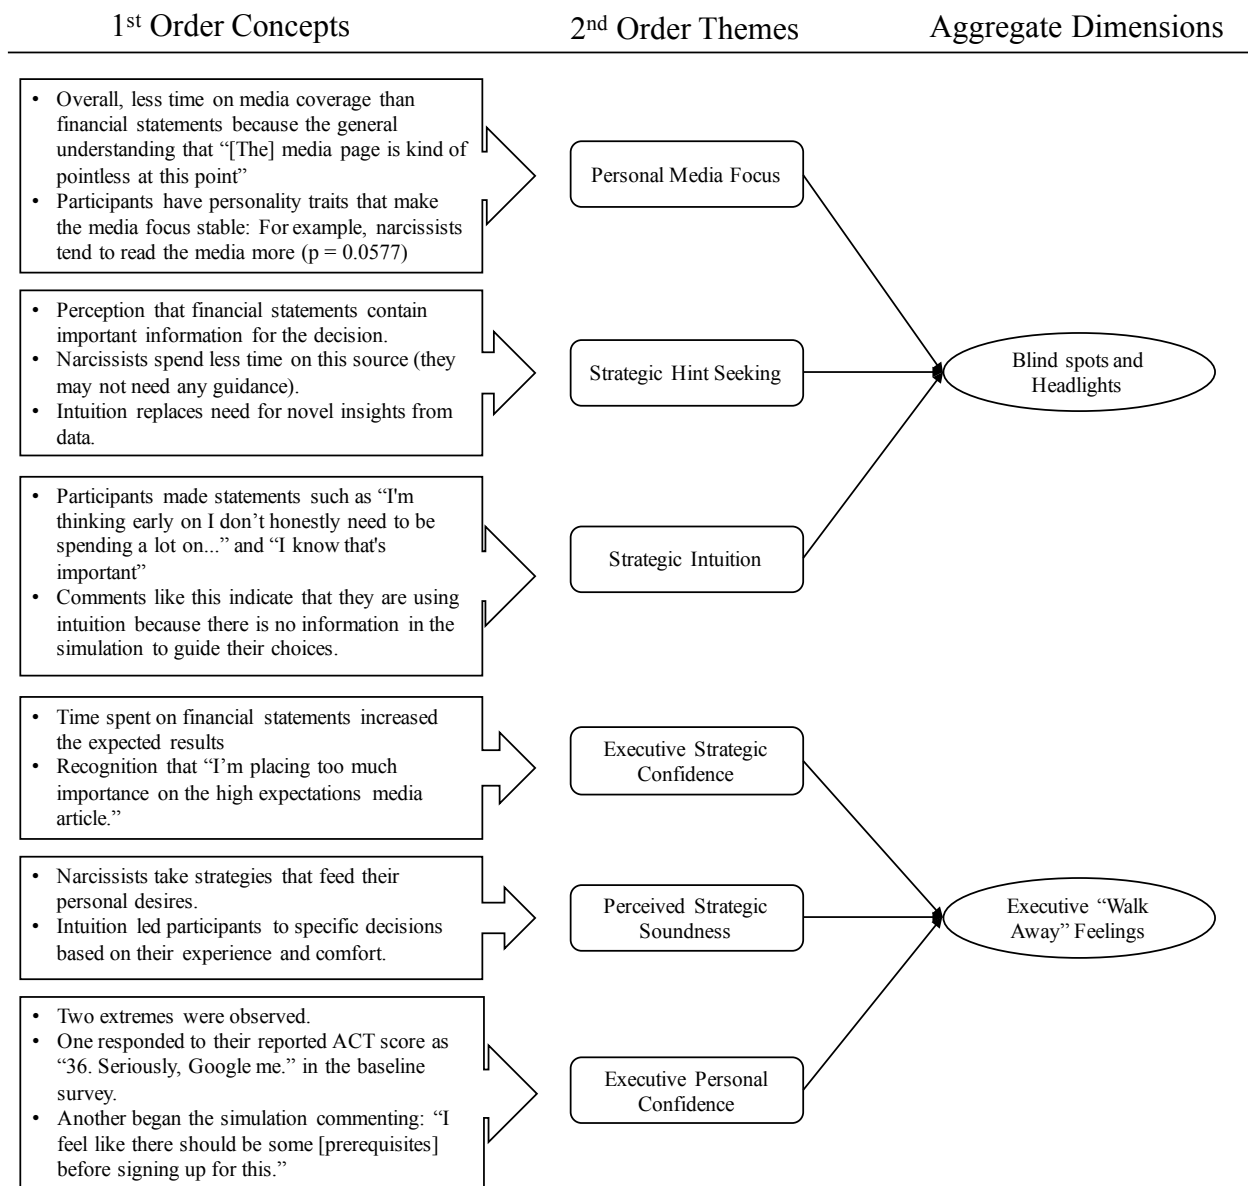 1st Order Concepts
2nd Order Themes
Aggregate Dimensions
• Overall, less time on media coverage than
financial statements because the general
understanding that “[The] media page is kind of
pointless at this point”
• Participants have personality traits that make
the media focus stable: For example, narcissists
tend to read the media more (p = 0.0577)
Personal Media Focus
• Perception that financial statements contain
important information for the decision.
• Narcissists spend less time on this source (they
may not need any guidance).
• Intuition replaces need for novel insights from
data.
Strategic Hint Seeking
Blind spots and
Headlights
• Participants made statements such as “I'm
thinking early on I don’t honestly need to be
spending a lot on...” and “I know that's
important”
• Comments like this indicate that they are using
intuition because there is no information in the
simulation to guide their choices.
Strategic Intuition
• Time spent on financial statements increased
the expected results
• Recognition that “I’m placing too much
importance on the high expectations media
article.”
Executive Strategic
Confidence
• Narcissists take strategies that feed their
personal desires.
• Intuition led participants to specific decisions
based on their experience and comfort.
Perceived Strategic
Soundness
Executive “Walk
Away” Feelings
• Two extremes were observed.
• One responded to their reported ACT score as
“36. Seriously, Google me.” in the baseline
survey.
• Another began the simulation commenting: “I
feel like there should be some [prerequisites]
before signing up for this.”
Executive Personal
Confidence